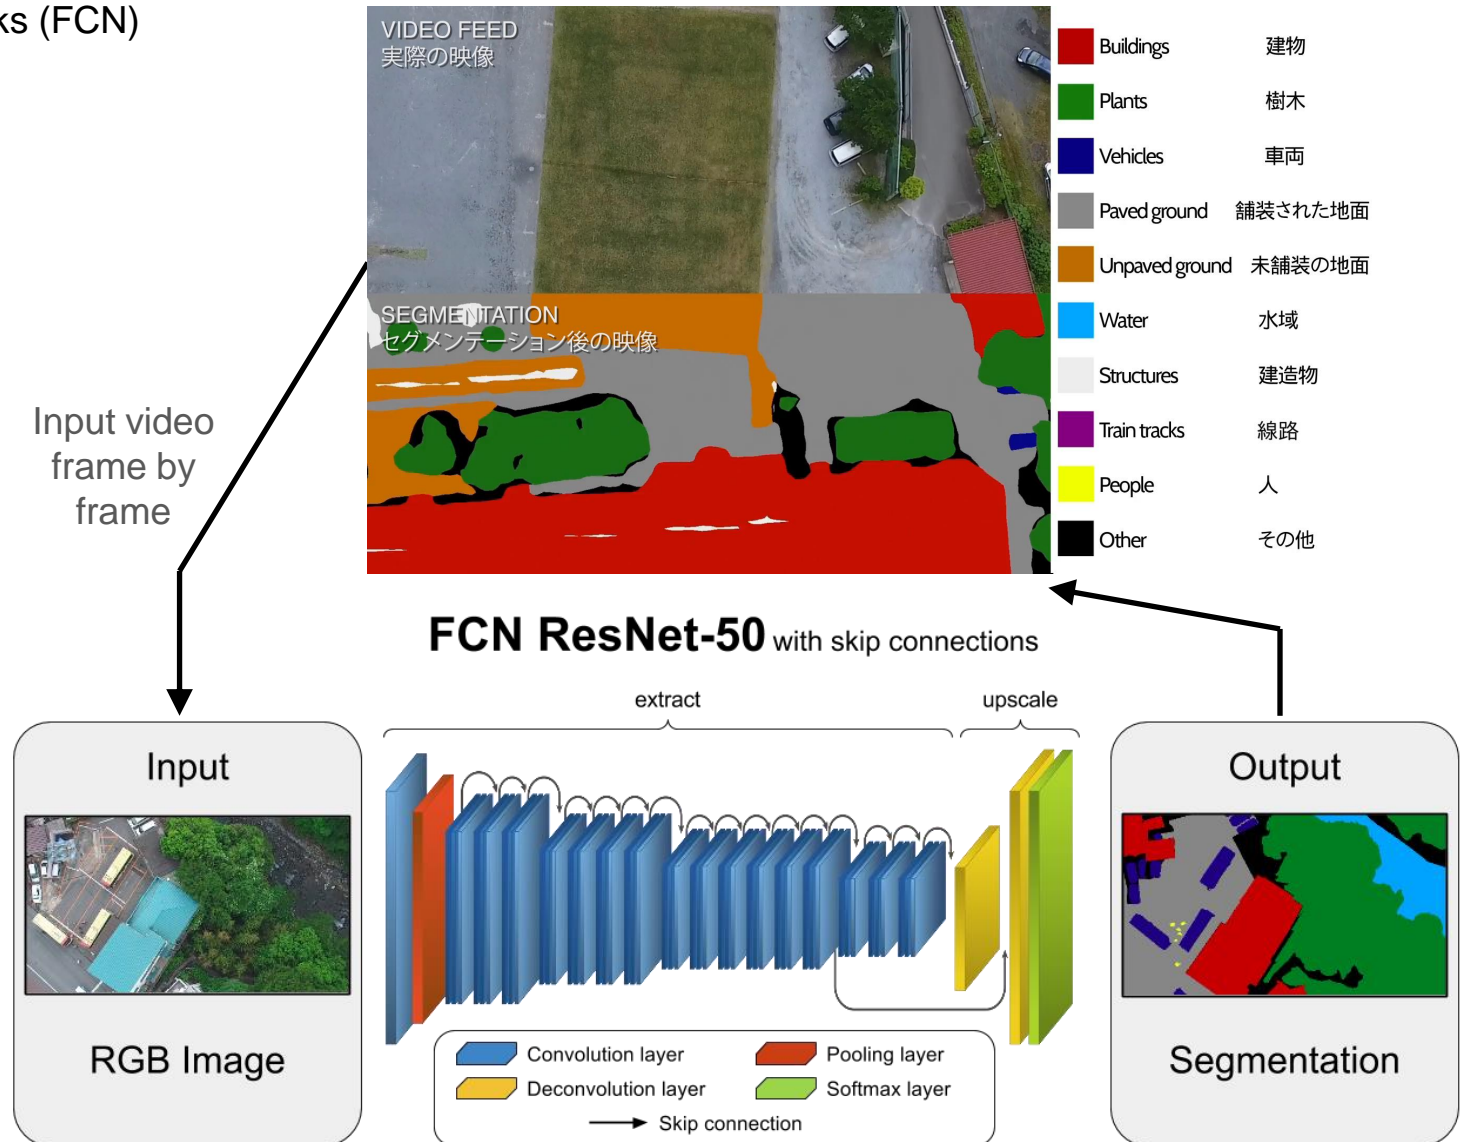 ks (FCN)
VIDEO FEED
実際の映像
SEGMENTATION
セグメンテーション後の映像
Buildings 建物
Plants 樹木
Vehicles 車両
Paved ground 舗装された地面
Unpaved ground 未舗装の地面
Water 水域
Structures 建造物
Train tracks 線路
People 人
Other その他
Input video
frame by
frame
FCN ResNet-50 with skip connections
extract
upscale
Input
RGB Image
Output
Segmentation
Convolution layer
Pooling layer
Deconvolution layer
Softmax layer
Skip connection